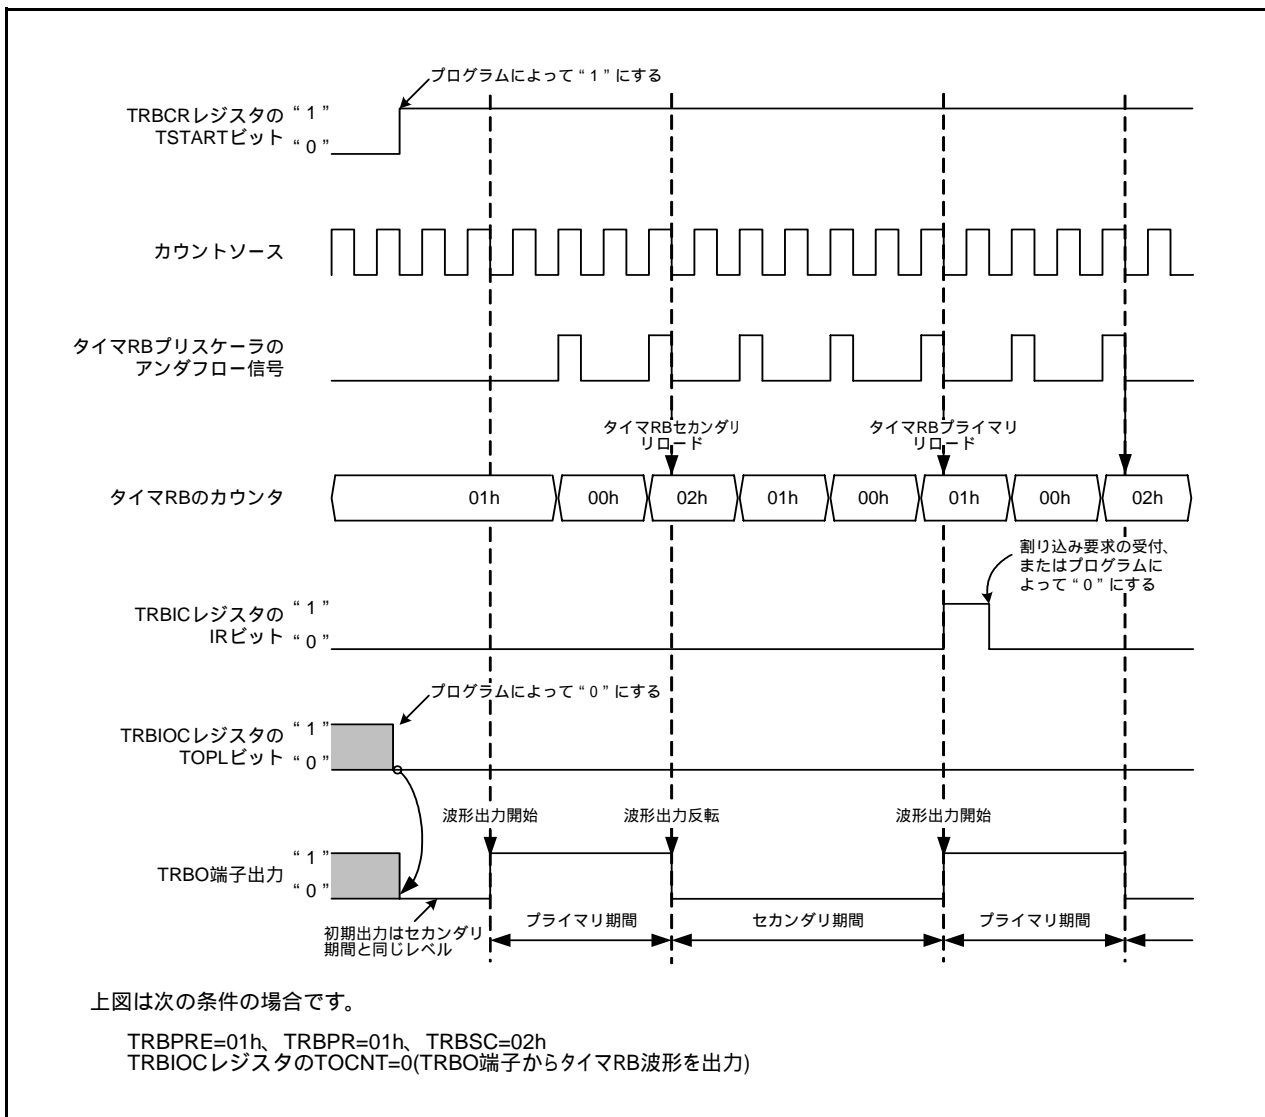 プログラムによって“1”にする
TRBCRレジスタの
TSTARTビット
“1”
“0”
カウントソース
タイマRBプリスケーラの
アンダフロー信号
タイマRBセカンダリ
リロード
タイマRBプライマリ
リロード
タイマRBのカウンタ
01h 00h 02h 01h 00h 01h 00h 02h
割り込み要求の受付、
またはプログラムに
よって“0”にする
TRBICレジスタの
IRビット
“1”
“0”
プログラムによって“0”にする
TRBIOCレジスタの
TOPLビット
“1”
“0”
波形出力開始 波形出力反転 波形出力開始
TRBO端子出力
“1”
“0”
初期出力はセカンダリ
期間と同じレベル
プライマリ期間 セカンダリ期間 プライマリ期間
上図は次の条件の場合です。
TRBPRE=01h、TRBPR=01h、TRBSC=02h
TRBIOCレジスタのTOCNT=0(TRBO端子からタイマRB波形を出力)